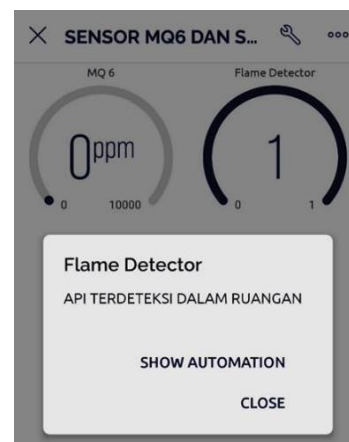 SENSOR MQ6 DAN S...
MQ 6
Flame Detector
0ppm
1
0
10000
0
1
Flame Detector
API TERDETEKSI DALAM RUANGAN
SHOW AUTOMATION
CLOSE